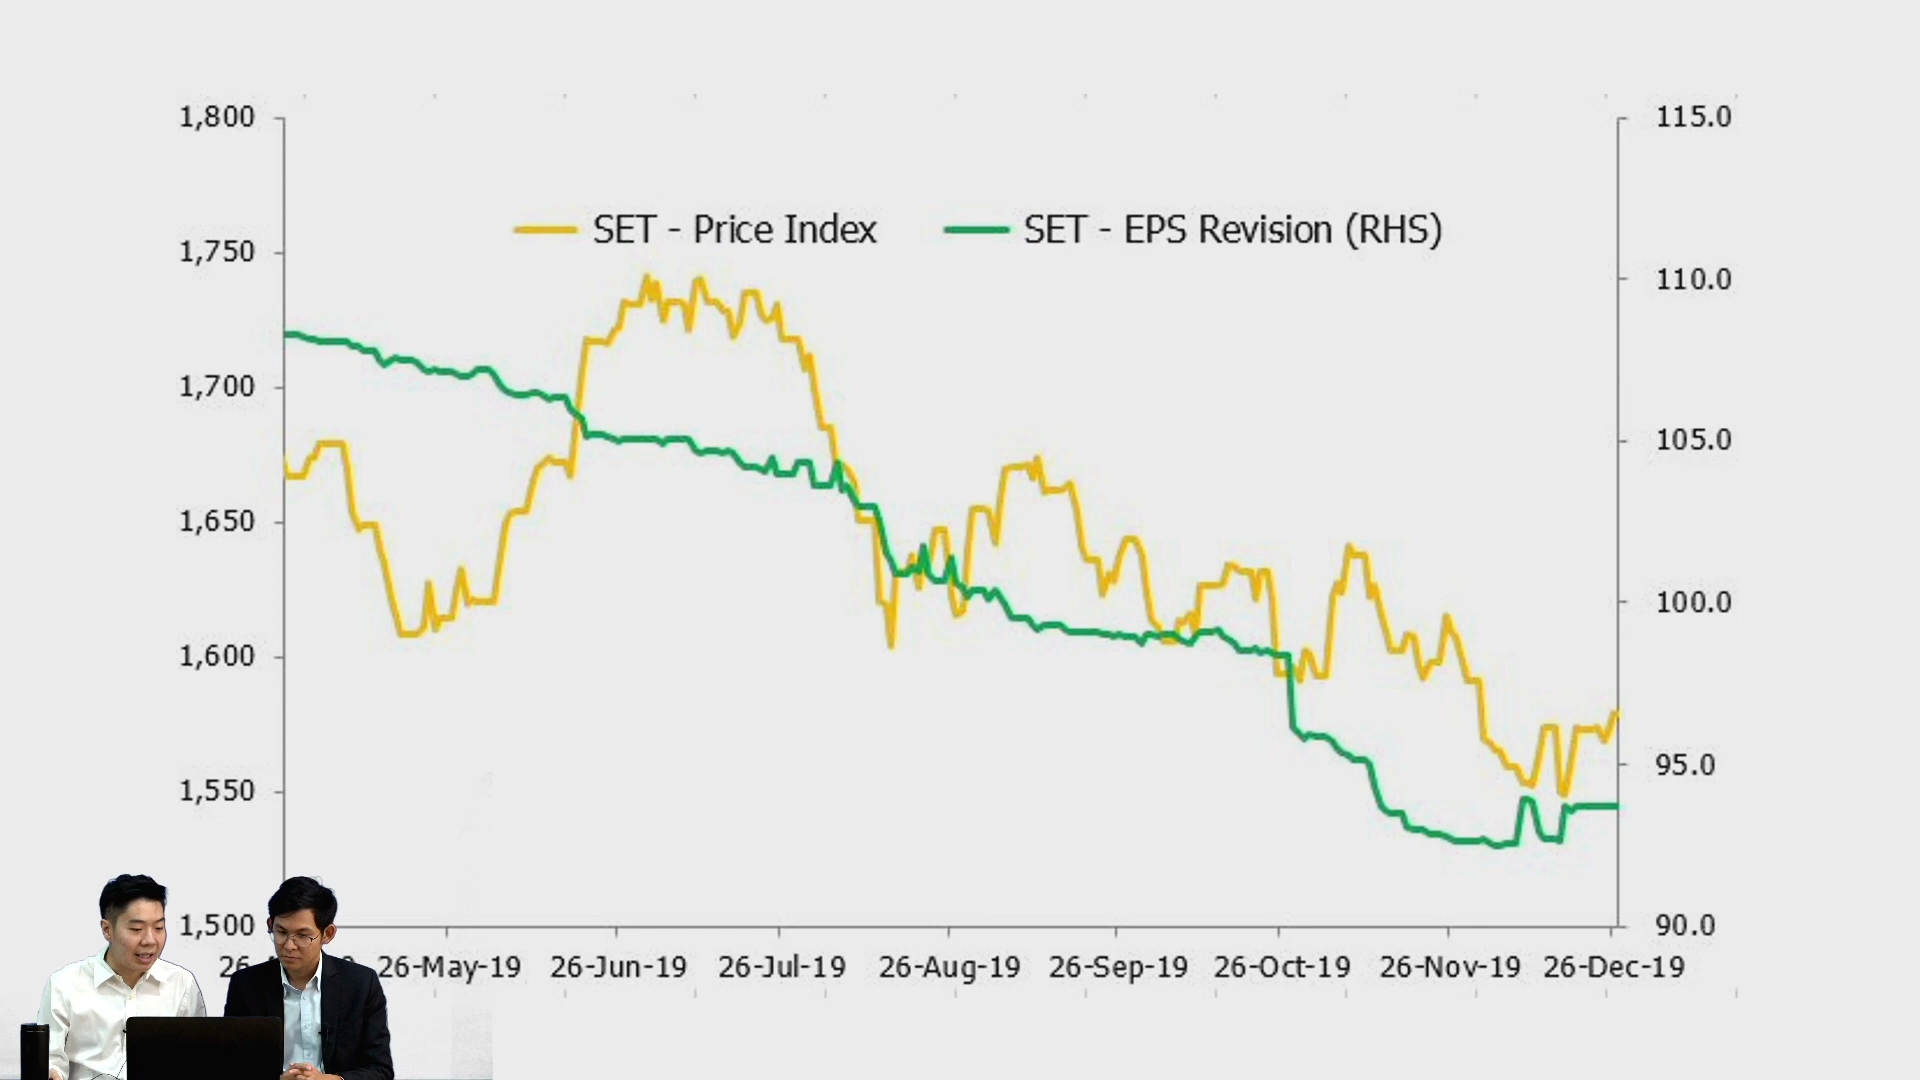 1,800
115.0
SET - Price Index
SET - EPS Revision (RHS)
1,750
110.0
1,700
105.0
1,650
100.0
1,600
95.0
1,550
1,500
90.0
26-May-19
26-Jun-19
26-Jul-19
26-Aug-19
26-Sep-19
26-Oct-19
26-Nov-19
26-Dec-19